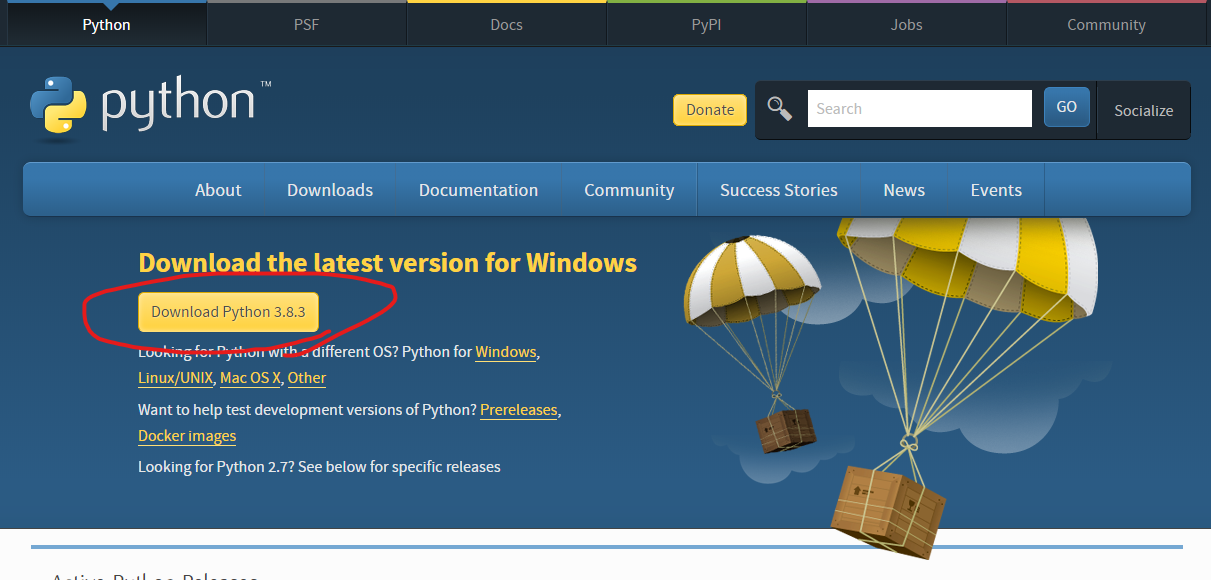 Python PSF Docs PyPI Jobs Community
python™
Donate Search GO Socialize
About Downloads Documentation Community Success Stories News Events
Download the latest version for Windows
Download Python 3.8.3
Looking for Python with a different OS? Python for Windows,
Linux/UNIX, Mac OS X, Other
Want to help test development versions of Python? Prereleases,
Docker images
Looking for Python 2.7? See below for specific releases
Active Python Releases